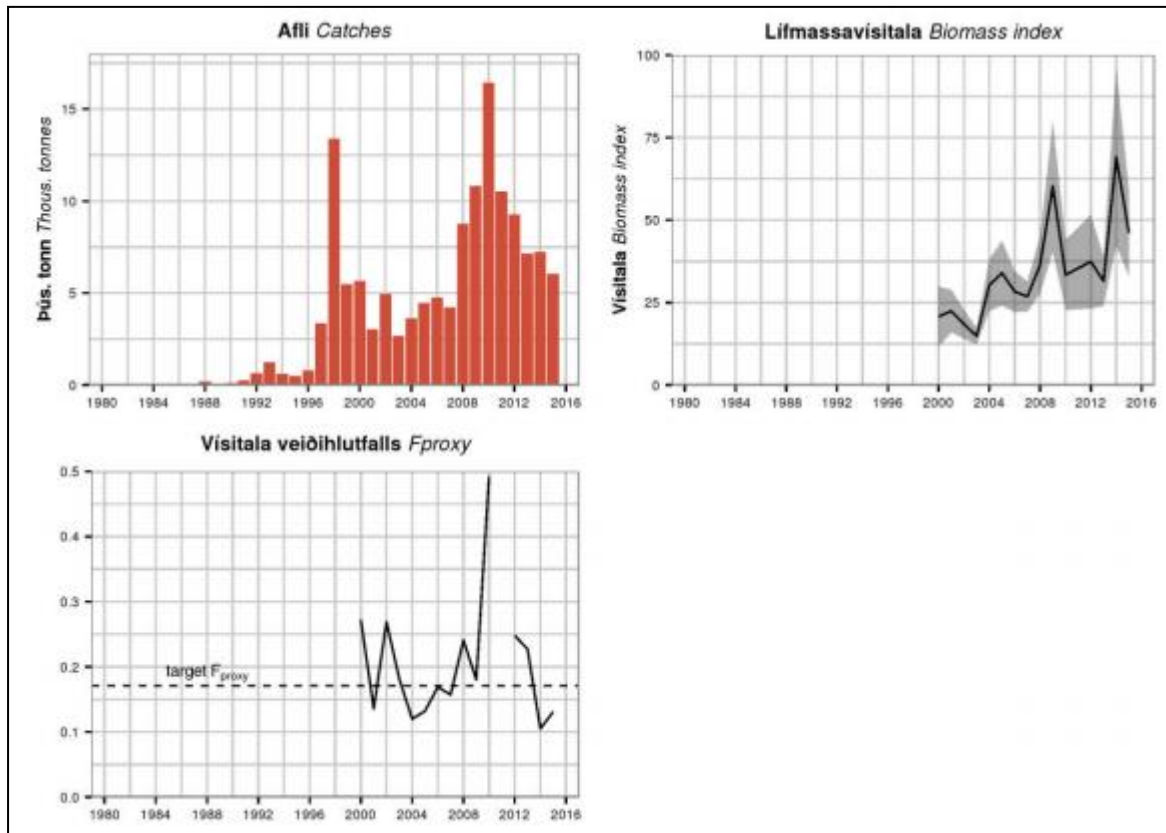 Afli Catches
Þús. tonn Thous. tonnes
15
10
5
0
1980 1984 1988 1992 1996 2000 2004 2008 2012 2016
Lífmassavísitala Biomass index
Vísitala Biomass index
100
75
50
25
0
1980 1984 1988 1992 1996 2000 2004 2008 2012 2016
Vísitala veiðihlutfalls Fproxy
0.5
0.4
0.3
0.2
target Fproxy
0.1
0.0
1980 1984 1988 1992 1996 2000 2004 2008 2012 2016